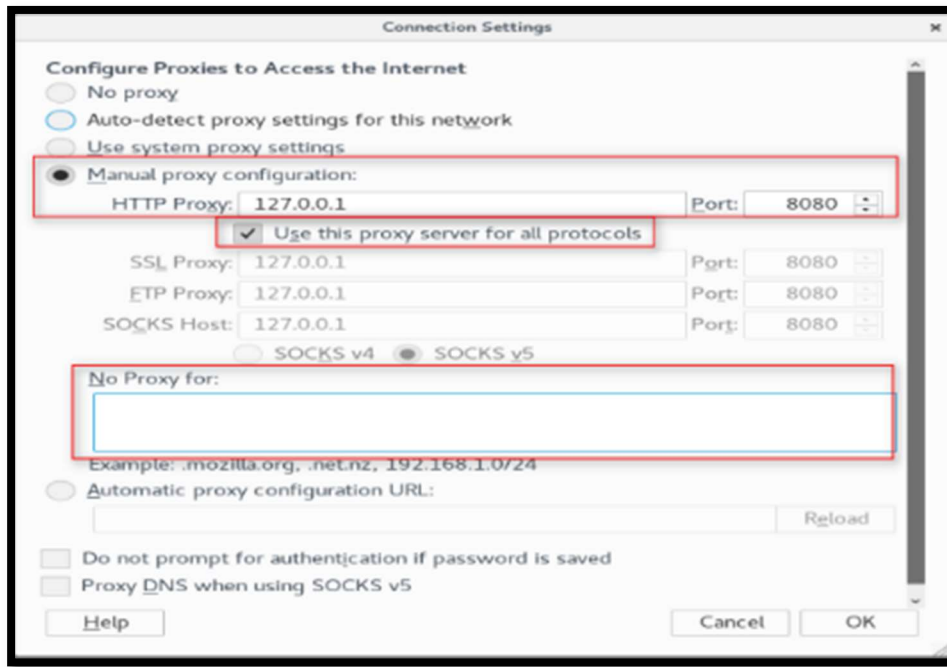 Connection Settings
Configure Proxies to Access the Internet
No proxy
Auto-detect proxy settings for this network
Use system proxy settings
Manual proxy configuration:
HTTP Proxy: 127.0.0.1 Port: 8080
Use this proxy server for all protocols
SSL Proxy: 127.0.0.1 Port: 8080
FTP Proxy: 127.0.0.1 Port: 8080
SOCKS Host: 127.0.0.1 Port: 8080
SOCKS v4 SOCKS v5
No Proxy for:
Example: .mozilla.org, .net.nz, 192.168.1.0/24
Automatic proxy configuration URL:
Reload
Do not prompt for authentication if password is saved
Proxy DNS when using SOCKS v5
Help Cancel OK